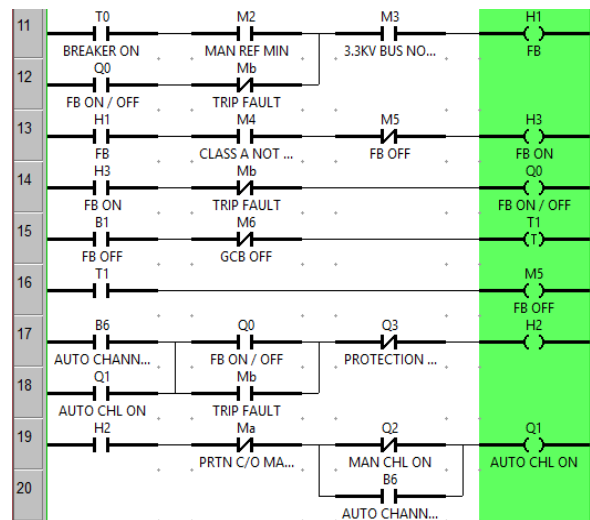 11 T0 M2 M3 H1
BREAKER ON MAN REF MIN 3.3KV BUS NO... FB
12 Q0 Mb
FB ON / OFF TRIP FAULT
13 H1 M4 M5 H3
FB CLASS A NOT ... FB OFF FB ON
14 H3 Mb Q0
FB ON TRIP FAULT FB ON / OFF
15 B1 M6 T1
T
FB OFF GCB OFF
16 T1 M5
FB OFF
17 B6 Q0 Q3 H2
AUTO CHANN... FB ON / OFF PROTECTION ...
18 Q1 Mb
AUTO CHL ON TRIP FAULT
19 H2 Ma Q2 Q1
PRTN C/O MA... MAN CHL ON AUTO CHL ON
20 B6
AUTO CHANN...